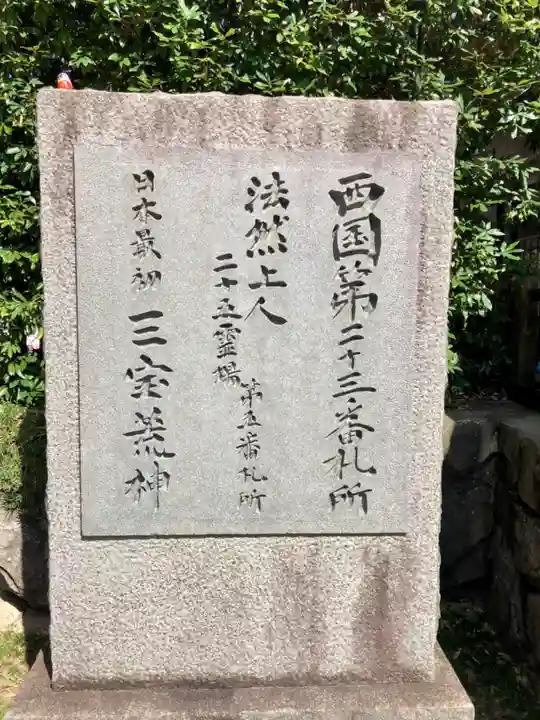 西国第二十三番札所
法然上人
二十五霊場
第五番札所
日本最初三宝荒神